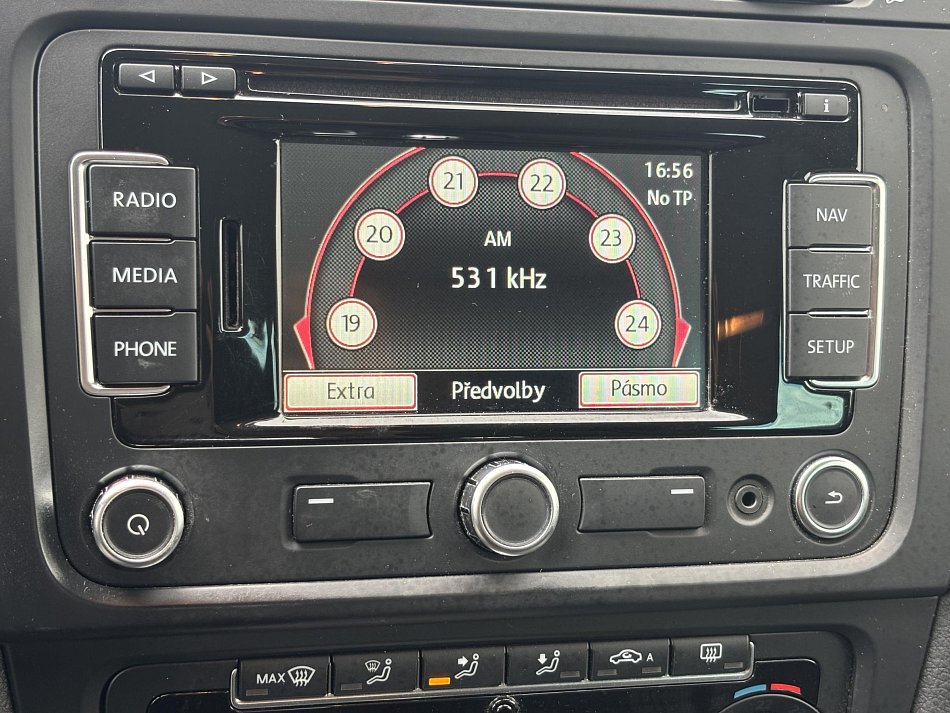 i
RADIO
MEDIA
PHONE
16:56
No TP
19
20
21
22
23
24
AM
531 kHz
Extra
Předvolby
Pásmo
NAV
TRAFFIC
SETUP
MAX
A